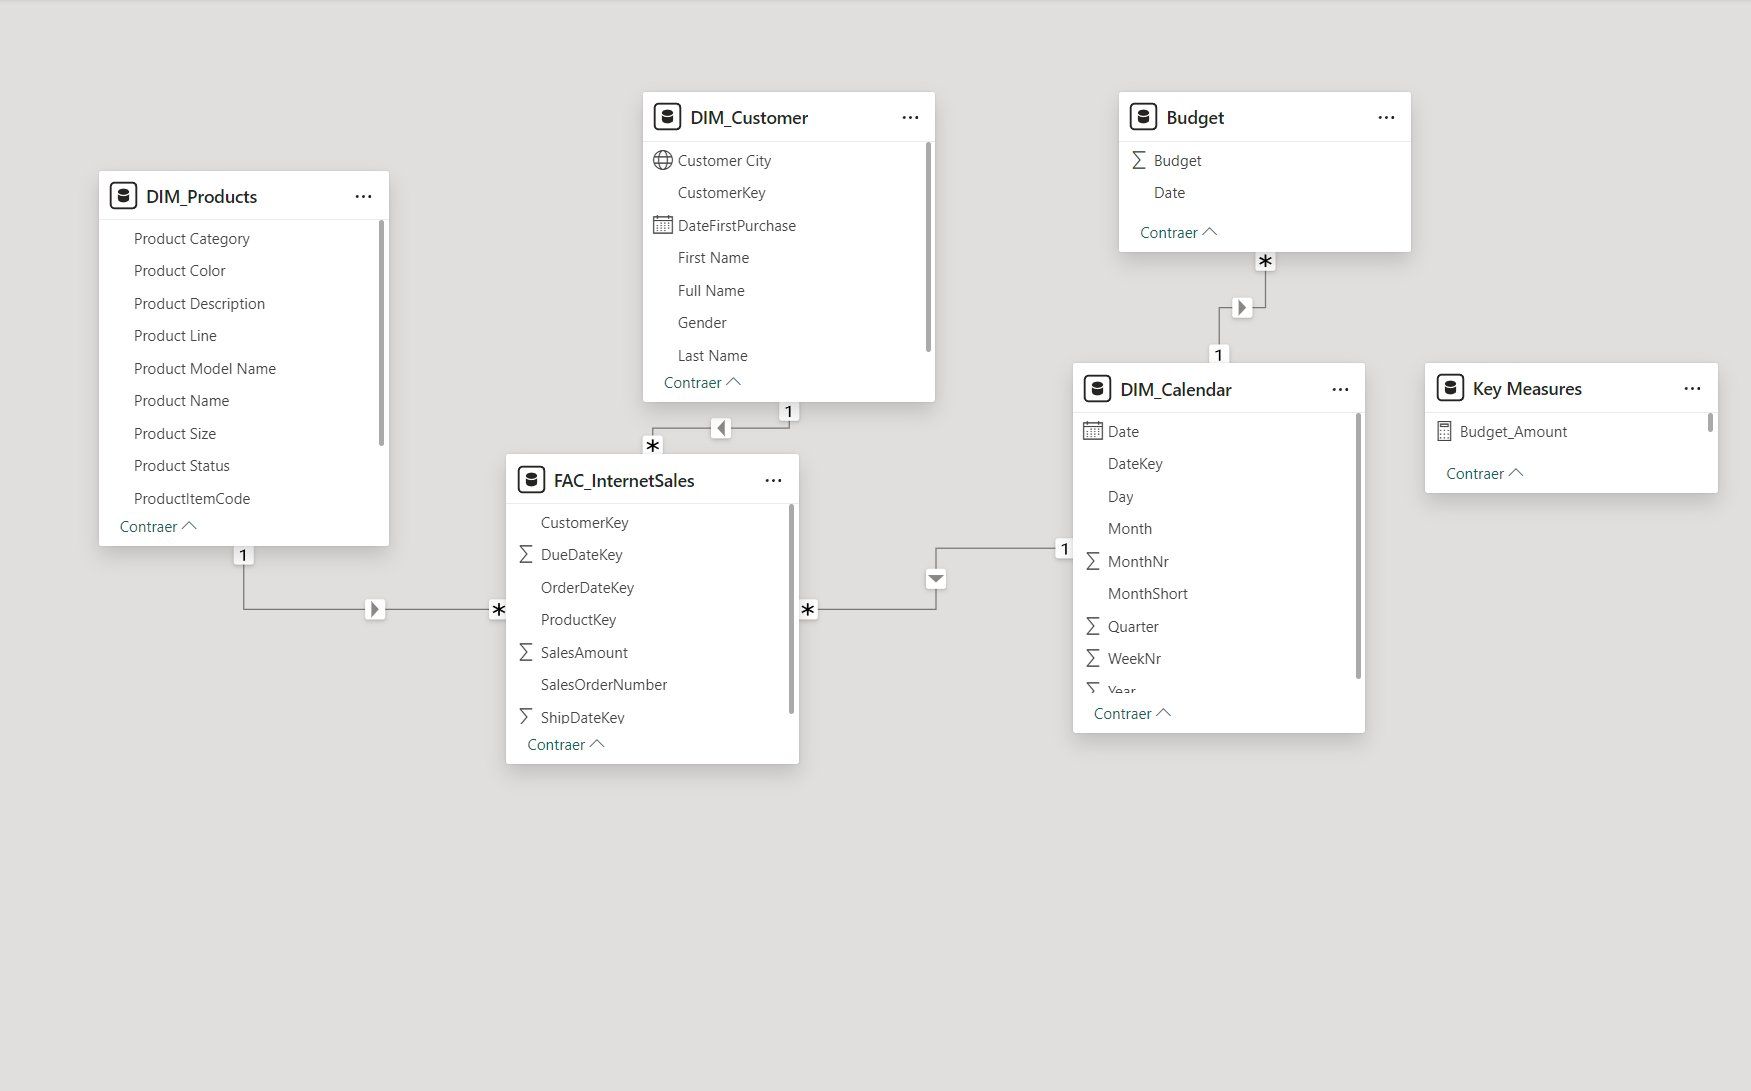 DIM_Products
Product Category
Product Color
Product Description
Product Line
Product Model Name
Product Name
Product Size
Product Status
ProductItemCode
Contraer
1
*
DIM_Customer
Customer City
CustomerKey
DateFirstPurchase
First Name
Full Name
Gender
Last Name
Contraer
1
*
FAC_InternetSales
CustomerKey
DueDateKey
OrderDateKey
ProductKey
SalesAmount
SalesOrderNumber
ShipDateKey
Contraer
*
1
Budget
Budget
Date
Contraer
*
1
DIM_Calendar
Date
DateKey
Day
Month
MonthNr
MonthShort
Quarter
WeekNr
Year
Contraer
Key Measures
Budget_Amount
Contraer